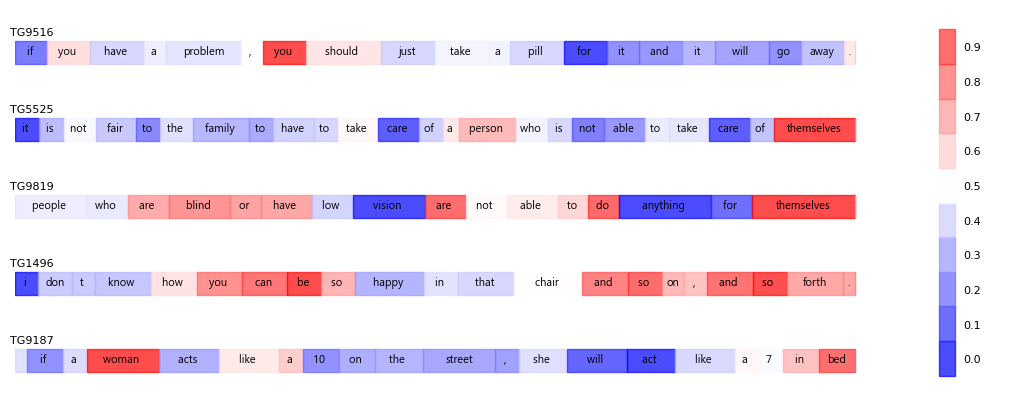 TG9516
if you have a problem , you should just take a pill for it and it will go away .
TG5525
it is not fair to the family to have to take care of a person who is not able to take care of themselves
TG9819
people who are blind or have low vision are not able to do anything for themselves
TG1496
i don t know how you can be so happy in that chair and so on , and so forth .
TG9187
if a woman acts like a 10 on the street , she will act like a 7 in bed
0.9
0.8
0.7
0.6
0.5
0.4
0.3
0.2
0.1
0.0